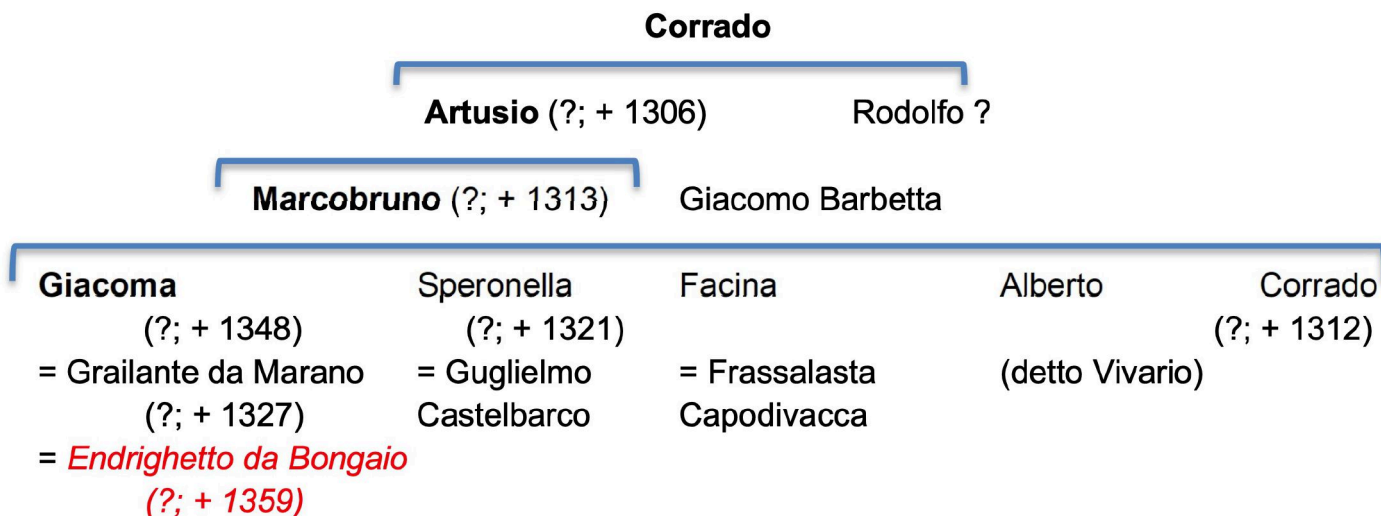 Corrado
Artusio (?; + 1306) Rodolfo ?
Marcobruno (?; + 1313) Giacomo Barbetta
Giacoma Speronella Facina Alberto Corrado
(?; + 1348) (?; + 1321) (?; + 1312)
= Grailante da Marano = Guglielmo = Frassalasta (detto Vivario)
(?; + 1327) Castelbarco Capodivacca
= Endrighetto da Bongaio
(?; + 1359)